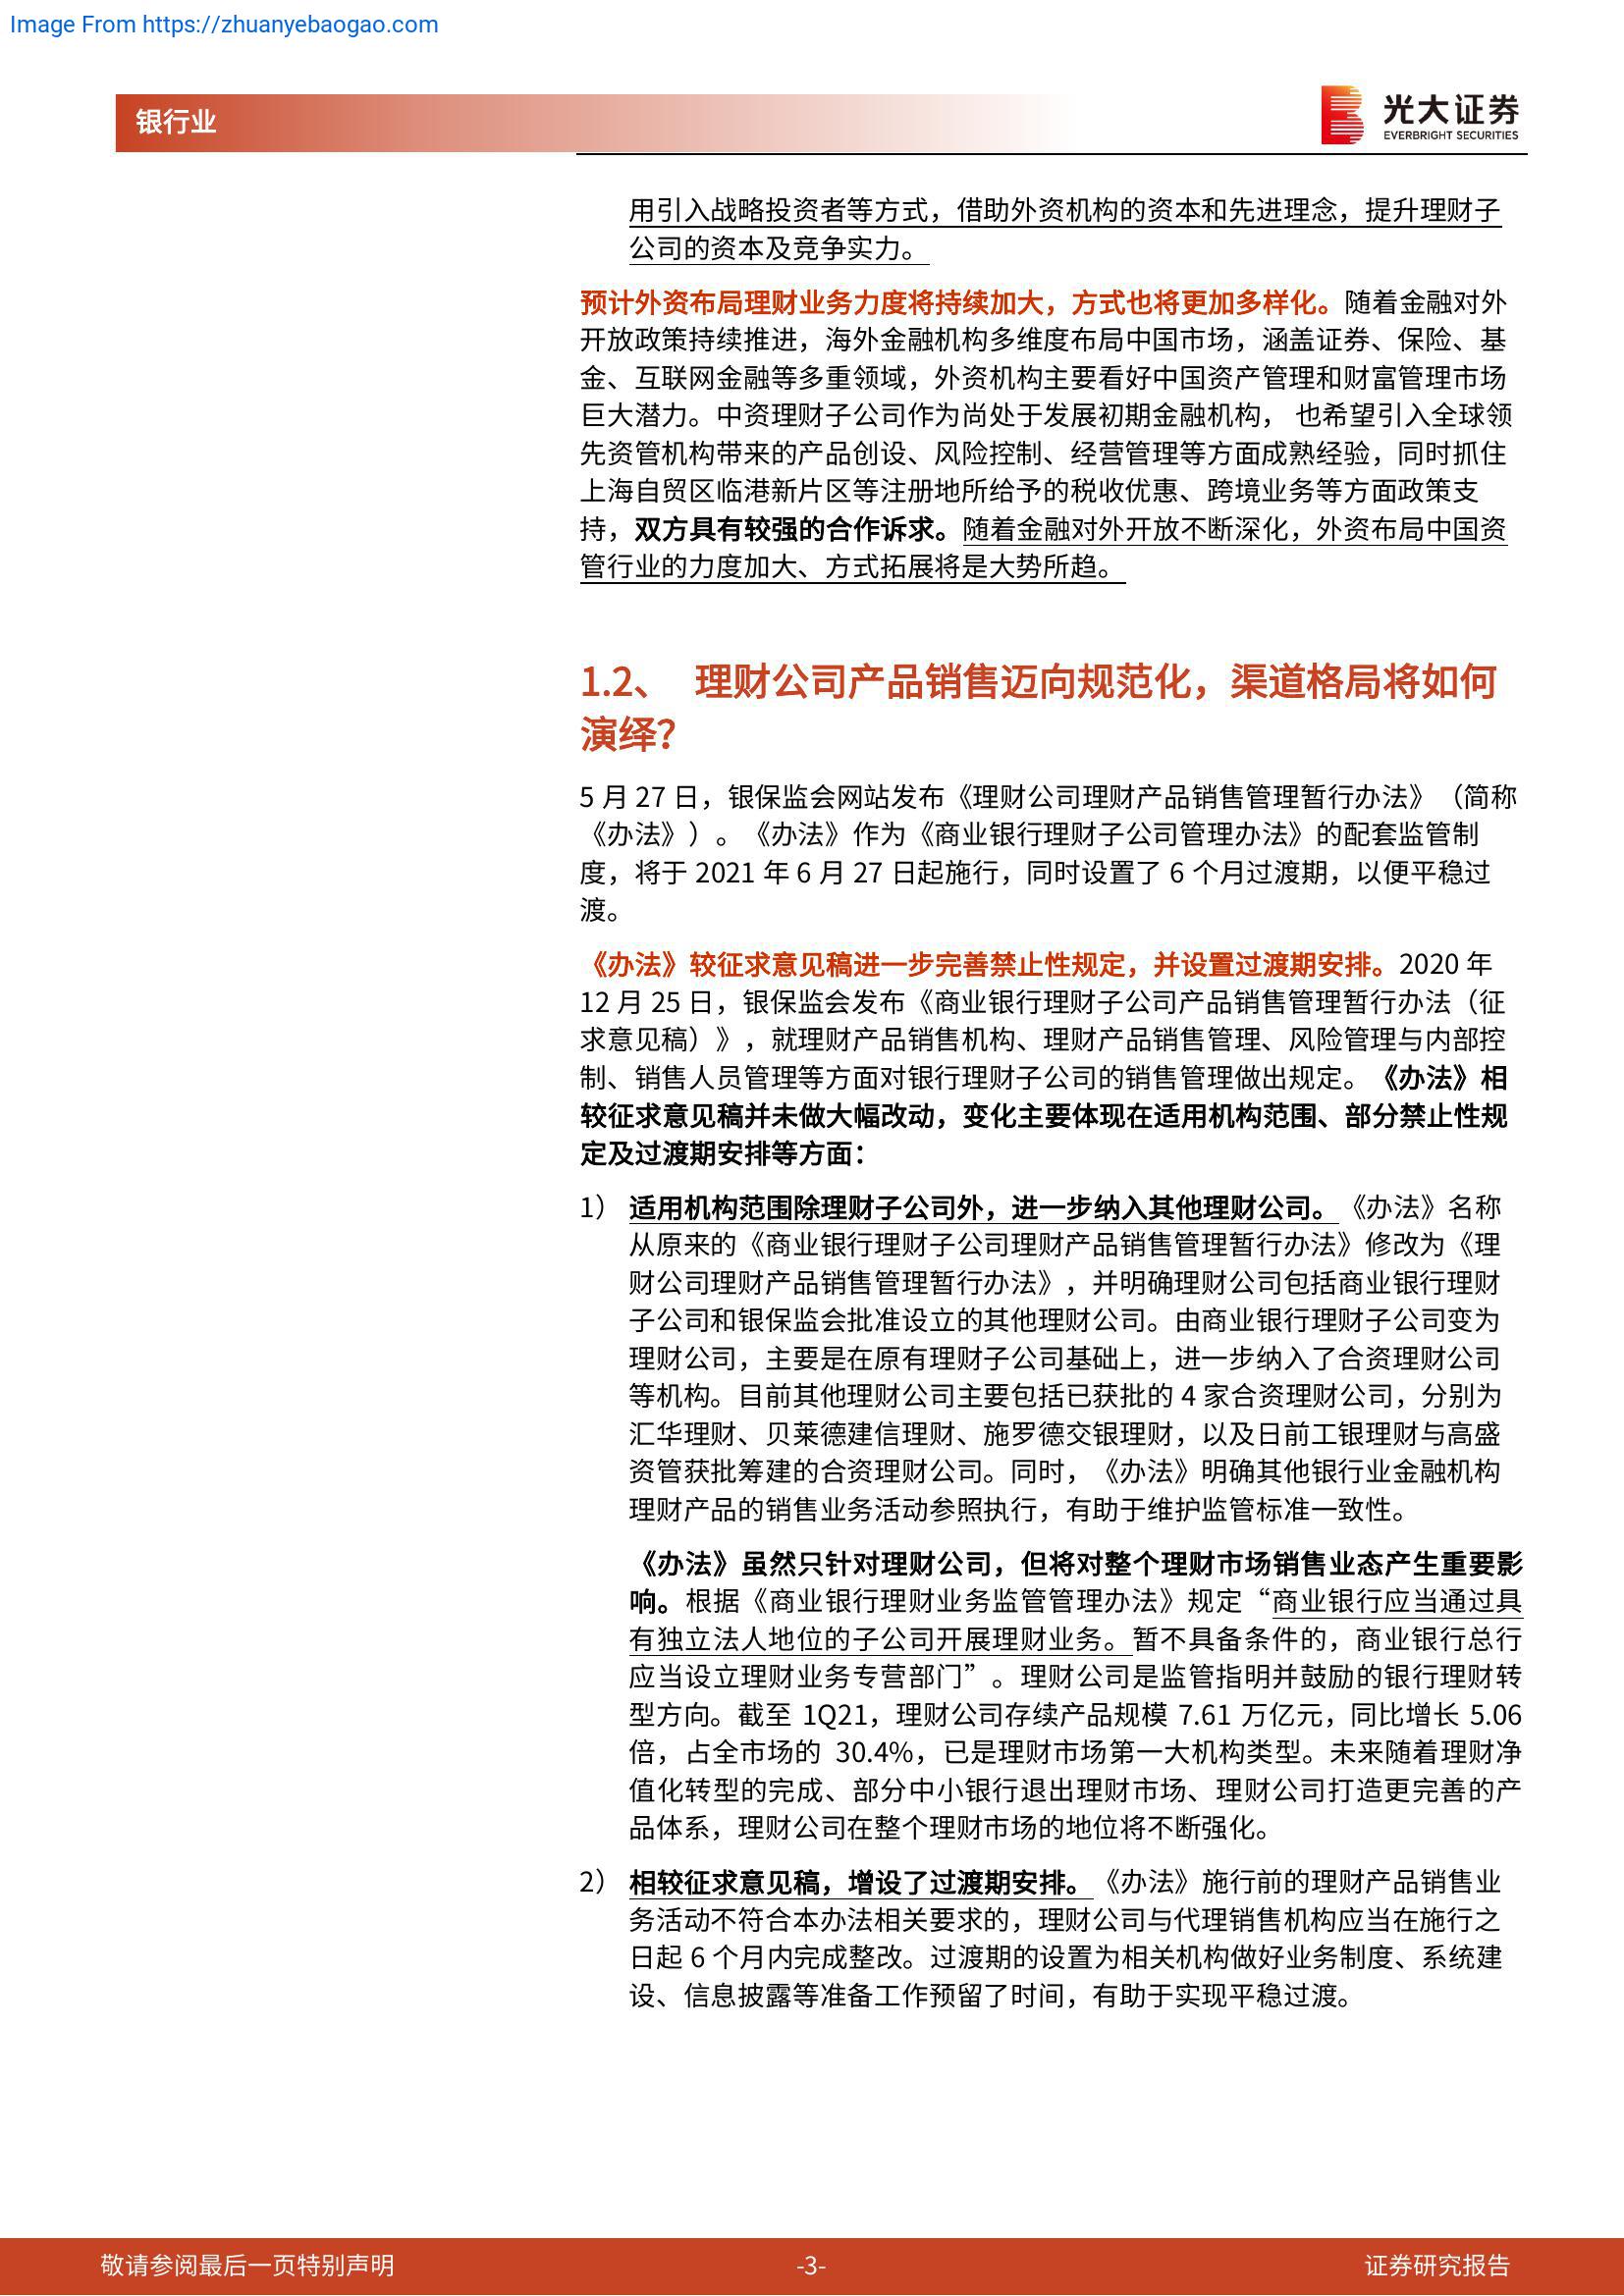 Image From https://zhuanyebaogao.com
银行业
光大证券
EVERBRIGHT SECURITIES
用引入战略投资者等方式，借助外资机构的资本和先进理念，提升理财子
公司的资本及竞争实力。
预计外资布局理财业务力度将持续加大，方式也将更加多样化。随着金融对外
开放政策持续推进，海外金融机构多维度布局中国市场，涵盖证券、保险、基
金、互联网金融等多重领域，外资机构主要看好中国资产管理和财富管理市场
巨大潜力。中资理财子公司作为尚处于发展初期金融机构， 也希望引入全球领
先资管机构带来的产品创设、风险控制、经营管理等方面成熟经验，同时抓住
上海自贸区临港新片区等注册地所给予的税收优惠、跨境业务等方面政策支
持，双方具有较强的合作诉求。随着金融对外开放不断深化，外资布局中国资
管行业的力度加大、方式拓展将是大势所趋。
1.2、 理财公司产品销售迈向规范化，渠道格局将如何
演绎？
5 月 27 日，银保监会网站发布《理财公司理财产品销售管理暂行办法》（简称
《办法》）。《办法》作为《商业银行理财子公司管理办法》的配套监管制
度，将于 2021 年 6 月 27 日起施行，同时设置了 6 个月过渡期，以便平稳过
渡。
《办法》较征求意见稿进一步完善禁止性规定，并设置过渡期安排。2020 年
12 月 25 日，银保监会发布《商业银行理财子公司产品销售管理暂行办法（征
求意见稿）》，就理财产品销售机构、理财产品销售管理、风险管理与内部控
制、销售人员管理等方面对银行理财子公司的销售管理做出规定。《办法》相
较征求意见稿并未做大幅改动，变化主要体现在适用机构范围、部分禁止性规
定及过渡期安排等方面：
1） 适用机构范围除理财子公司外，进一步纳入其他理财公司。《办法》名称
从原来的《商业银行理财子公司理财产品销售管理暂行办法》修改为《理
财公司理财产品销售管理暂行办法》，并明确理财公司包括商业银行理财
子公司和银保监会批准设立的其他理财公司。由商业银行理财子公司变为
理财公司，主要是在原有理财子公司基础上，进一步纳入了合资理财公司
等机构。目前其他理财公司主要包括已获批的 4 家合资理财公司，分别为
汇华理财、贝莱德建信理财、施罗德交银理财，以及日前工银理财与高盛
资管获批筹建的合资理财公司。同时，《办法》明确其他银行业金融机构
理财产品的销售业务活动参照执行，有助于维护监管标准一致性。
《办法》虽然只针对理财公司，但将对整个理财市场销售业态产生重要影
响。根据《商业银行理财业务监管管理办法》规定“商业银行应当通过具
有独立法人地位的子公司开展理财业务。暂不具备条件的，商业银行总行
应当设立理财业务专营部门”。理财公司是监管指明并鼓励的银行理财转
型方向。截至 1Q21，理财公司存续产品规模 7.61 万亿元，同比增长 5.06
倍，占全市场的 30.4%，已是理财市场第一大机构类型。未来随着理财净
值化转型的完成、部分中小银行退出理财市场、理财公司打造更完善的产
品体系，理财公司在整个理财市场的地位将不断强化。
2） 相较征求意见稿，增设了过渡期安排。《办法》施行前的理财产品销售业
务活动不符合本办法相关要求的，理财公司与代理销售机构应当在施行之
日起 6 个月内完成整改。过渡期的设置为相关机构做好业务制度、系统建
设、信息披露等准备工作预留了时间，有助于实现平稳过渡。
敬请参阅最后一页特别声明
-3-
证券研究报告